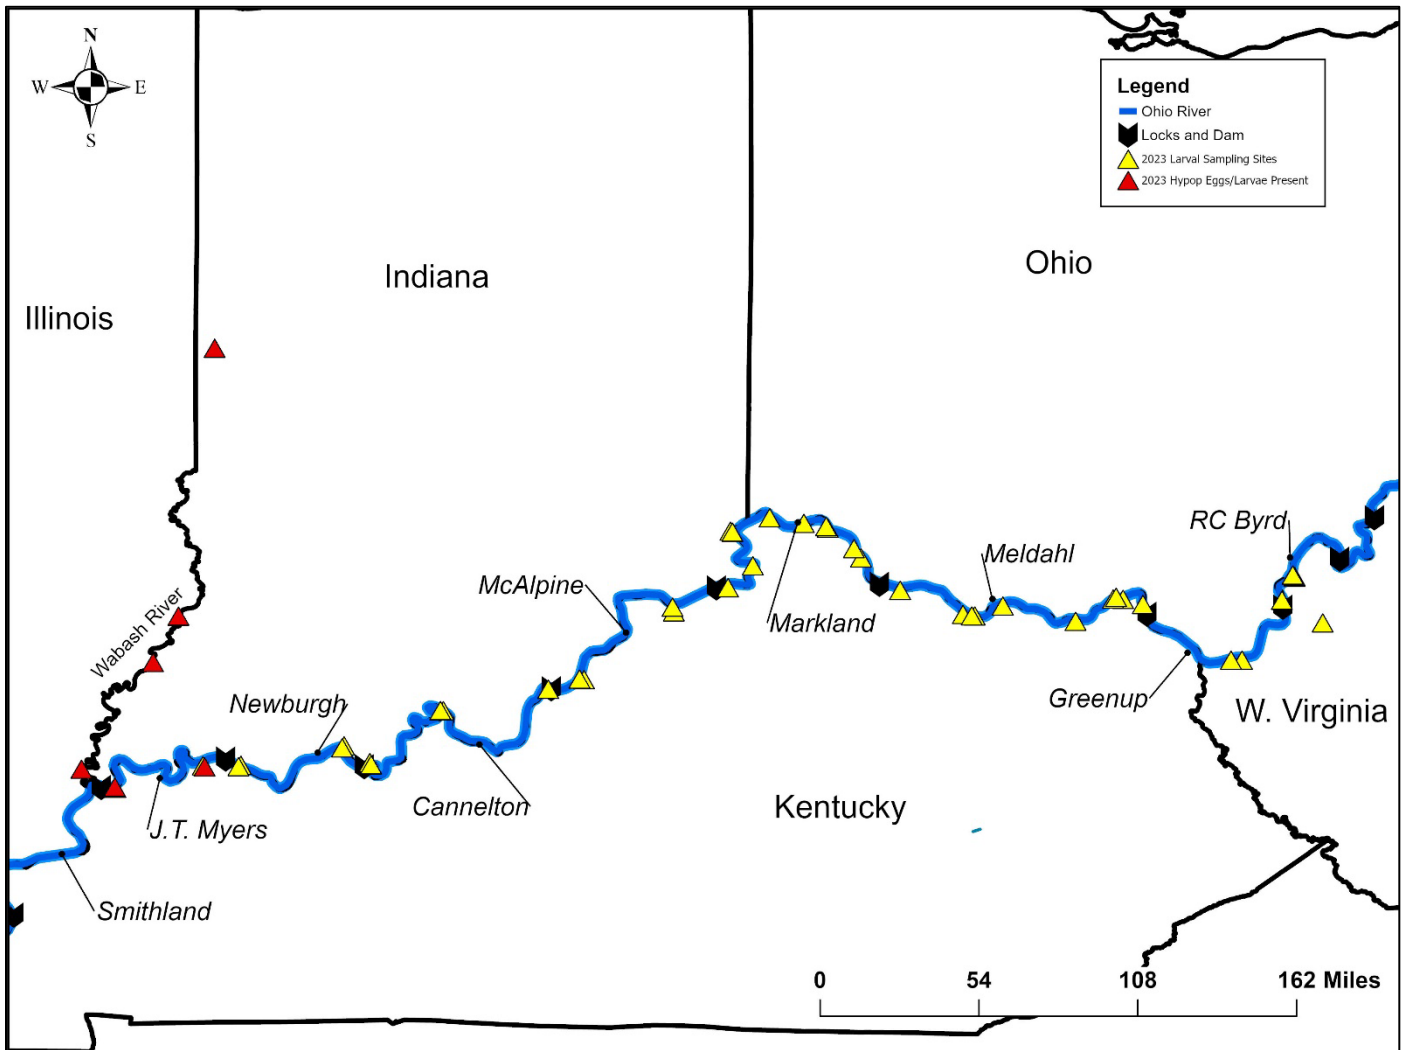 N
W E
S
Legend
Ohio River
Locks and Dam
2023 Larval Sampling Sites
2023 Hypop Eggs/Larvae Present
Illinois
Indiana
Ohio
Wabash River
RC Byrd
McAlpine
Meldahl
Markland
Newburgh
Greenup
W. Virginia
Cannelton
Kentucky
J.T. Myers
Smithland
0 54 108 162 Miles